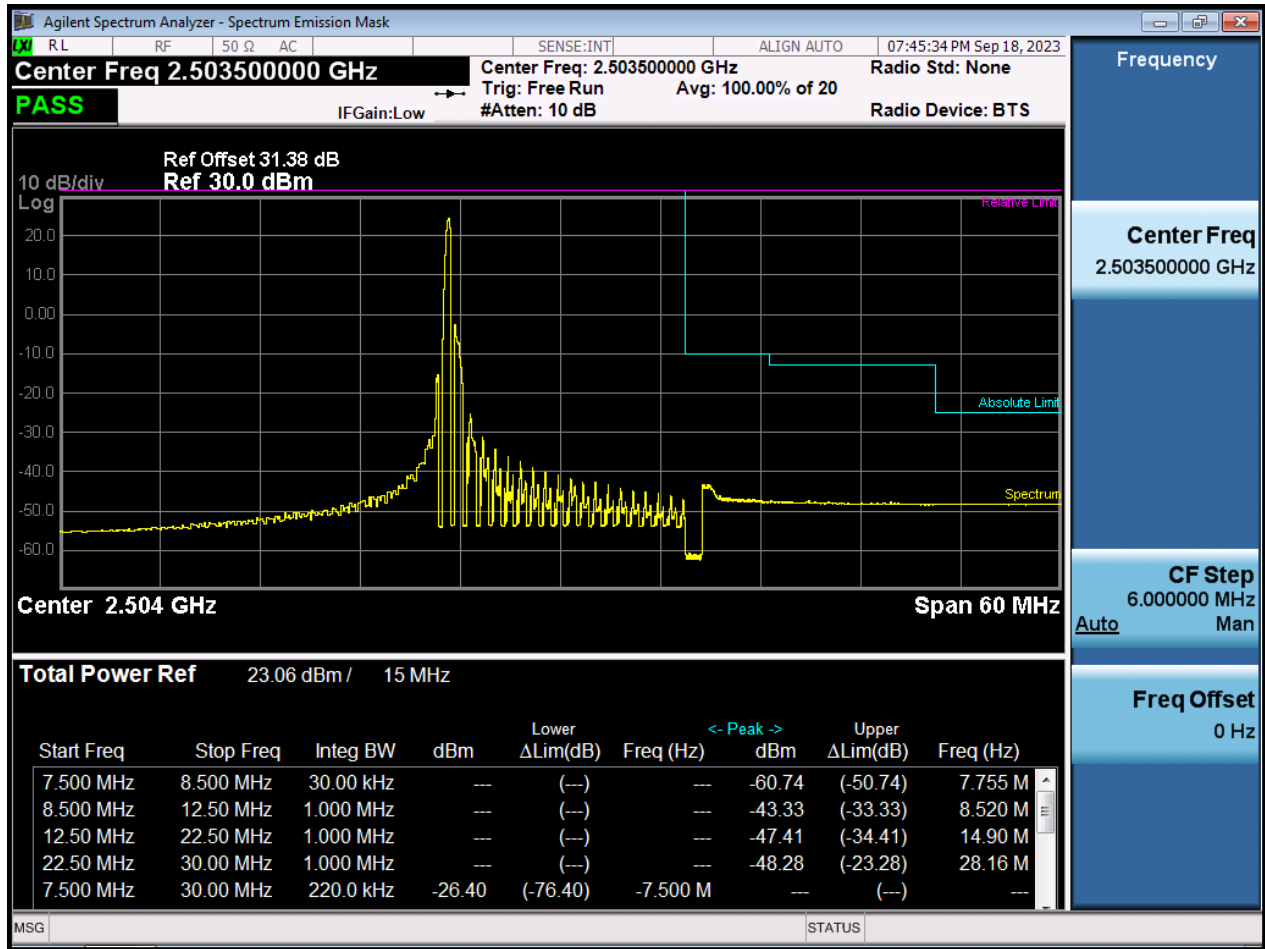 Agilent Spectrum Analyzer - Spectrum Emission Mask
LXI RL RF 50 Ω AC SENSE:INT ALIGN AUTO 07:45:34 PM Sep 18, 2023
Center Freq 2.503500000 GHz Center Freq: 2.503500000 GHz Radio Std: None
Trig: Free Run Avg: 100.00% of 20
PASS IFGain:Low #Atten: 10 dB Radio Device: BTS
Ref Offset 31.38 dB
10 dB/div Ref 30.0 dBm
Log
Relative Limit
20.0
10.0
0.00
-10.0
-20.0
Absolute Limit
-30.0
-40.0
Spectrum
-50.0
-60.0
Center 2.504 GHz Span 60 MHz
Total Power Ref 23.06 dBm / 15 MHz
Lower <- Peak -> Upper
Start Freq Stop Freq Integ BW dBm ΔLim(dB) Freq (Hz) dBm ΔLim(dB) Freq (Hz)
7.500 MHz 8.500 MHz 30.00 kHz --- (---) --- -60.74 (-50.74) 7.755 M
8.500 MHz 12.50 MHz 1.000 MHz --- (---) --- -43.33 (-33.33) 8.520 M
12.50 MHz 22.50 MHz 1.000 MHz --- (---) --- -47.41 (-34.41) 14.90 M
22.50 MHz 30.00 MHz 1.000 MHz --- (---) --- -48.28 (-23.28) 28.16 M
7.500 MHz 30.00 MHz 220.0 kHz -26.40 (-76.40) -7.500 M --- (---) ---
MSG STATUS
Frequency
Center Freq
2.503500000 GHz
CF Step
6.000000 MHz
Auto Man
Freq Offset
0 Hz